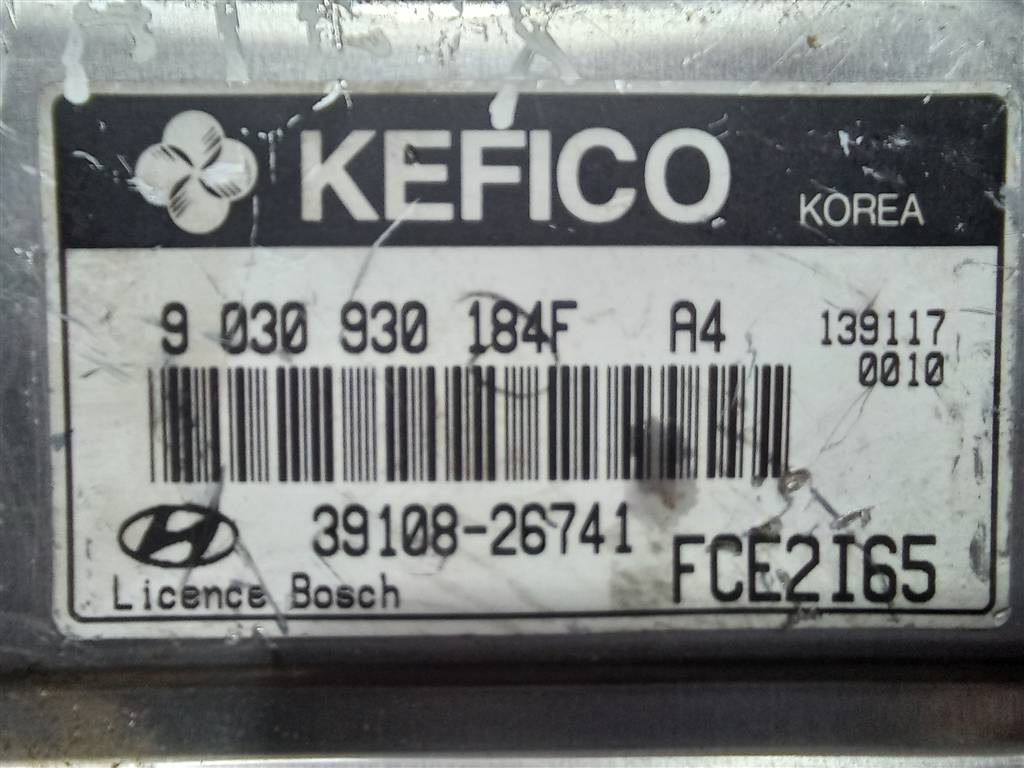 KEFICO KOREA
9 030 930 184F A4 139117
0010
39108-26741
FCE2I65
Licence Bosch